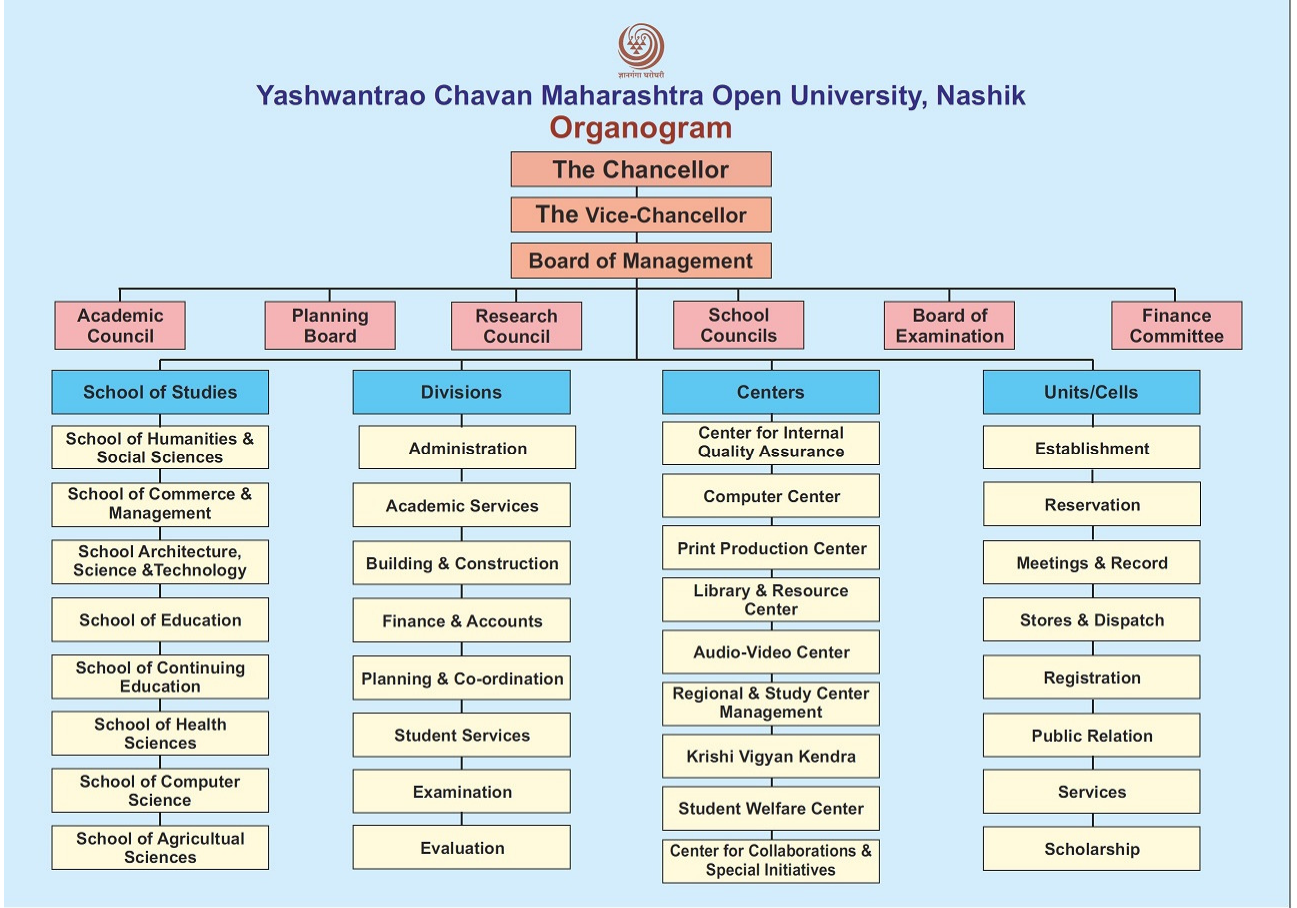 ज्ञानगंगा घरोघरी
Yashwantrao Chavan Maharashtra Open University, Nashik
Organogram
The Chancellor
The Vice-Chancellor
Board of Management
Academic
Council
Planning
Board
Research
Council
School
Councils
Board of
Examination
Finance
Committee
School of Studies
School of Humanities &
Social Sciences
School of Commerce &
Management
School Architecture,
Science &Technology
School of Education
School of Continuing
Education
School of Health
Sciences
School of Computer
Science
School of Agricultual
Sciences
Divisions
Administration
Academic Services
Building & Construction
Finance & Accounts
Planning & Co-ordination
Student Services
Examination
Evaluation
Centers
Center for Internal
Quality Assurance
Computer Center
Print Production Center
Library & Resource
Center
Audio-Video Center
Regional & Study Center
Management
Krishi Vigyan Kendra
Student Welfare Center
Center for Collaborations &
Special Initiatives
Units/Cells
Establishment
Reservation
Meetings & Record
Stores & Dispatch
Registration
Public Relation
Services
Scholarship